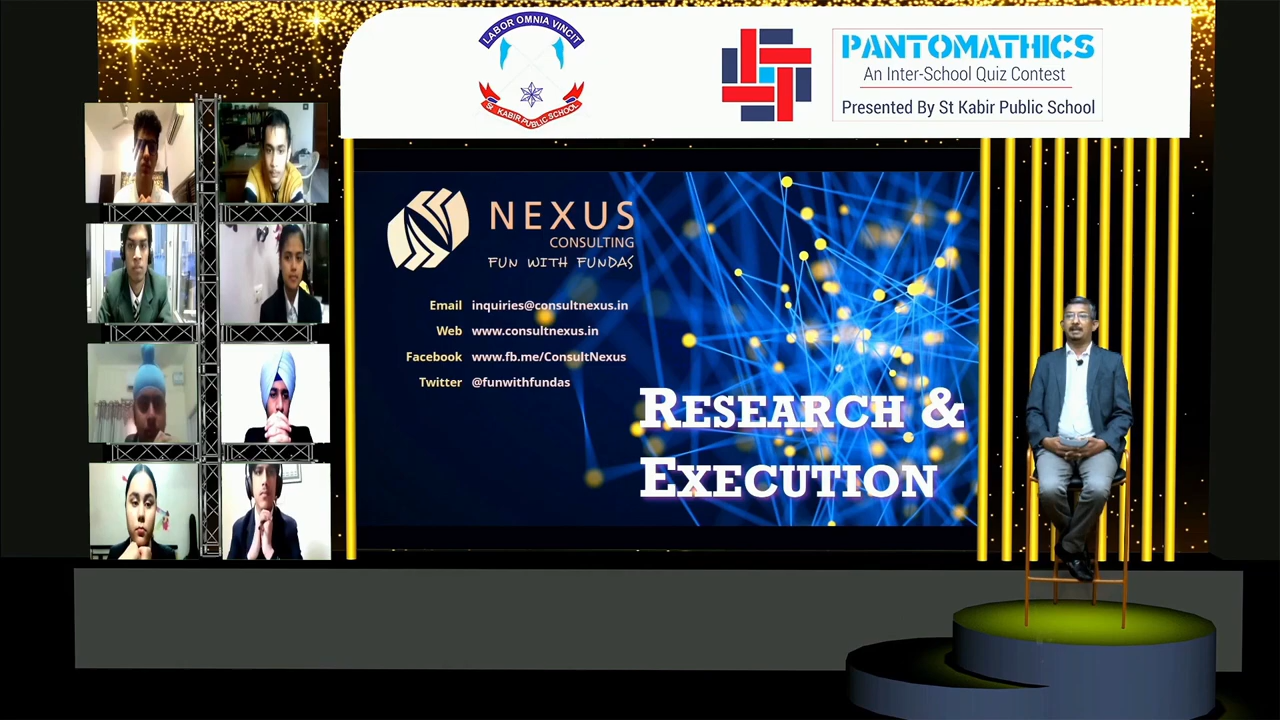 LABOR OMNIA VINCIT
ST KABIR PUBLIC SCHOOL
PANTOMATHICS
An Inter-School Quiz Contest
Presented By St Kabir Public School
NEXUS
CONSULTING
FUN WITH FUNDAS
Email inquiries@consultnexus.in
Web www.consultnexus.in
Facebook www.fb.me/ConsultNexus
Twitter @funwithfundas
RESEARCH &
EXECUTION